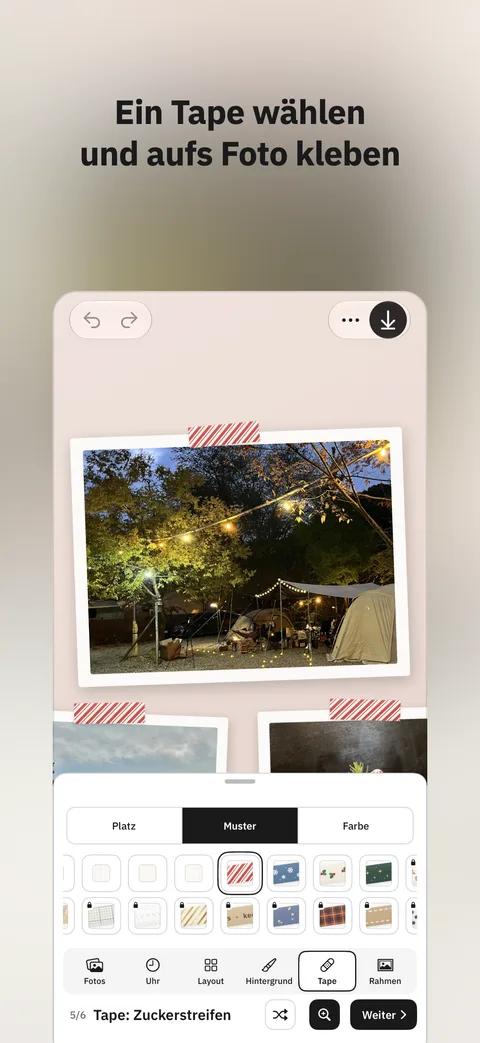 Ein Tape wählen
und aufs Foto kleben
Platz
Muster
Farbe
Fotos
Uhr
Layout
Hintergrund
Tape
Rahmen
5/6
Tape: Zuckerstreifen
Weiter